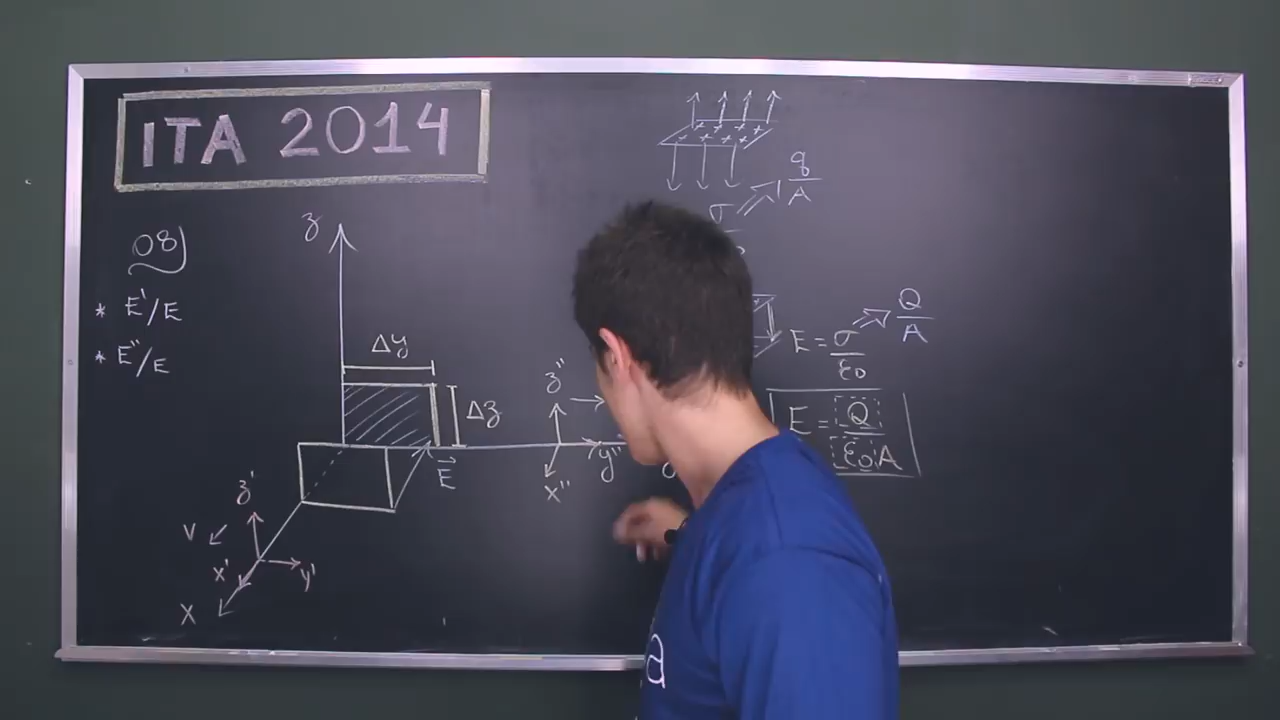 ITA 2014
08)
* E'/E
* E''/E
z
Δy
Δz
E
z'
v
x'
y'
x
z''
y''
x''
q
A
σ
E = σ
ε0
Q
A
E = Q
ε0A
a